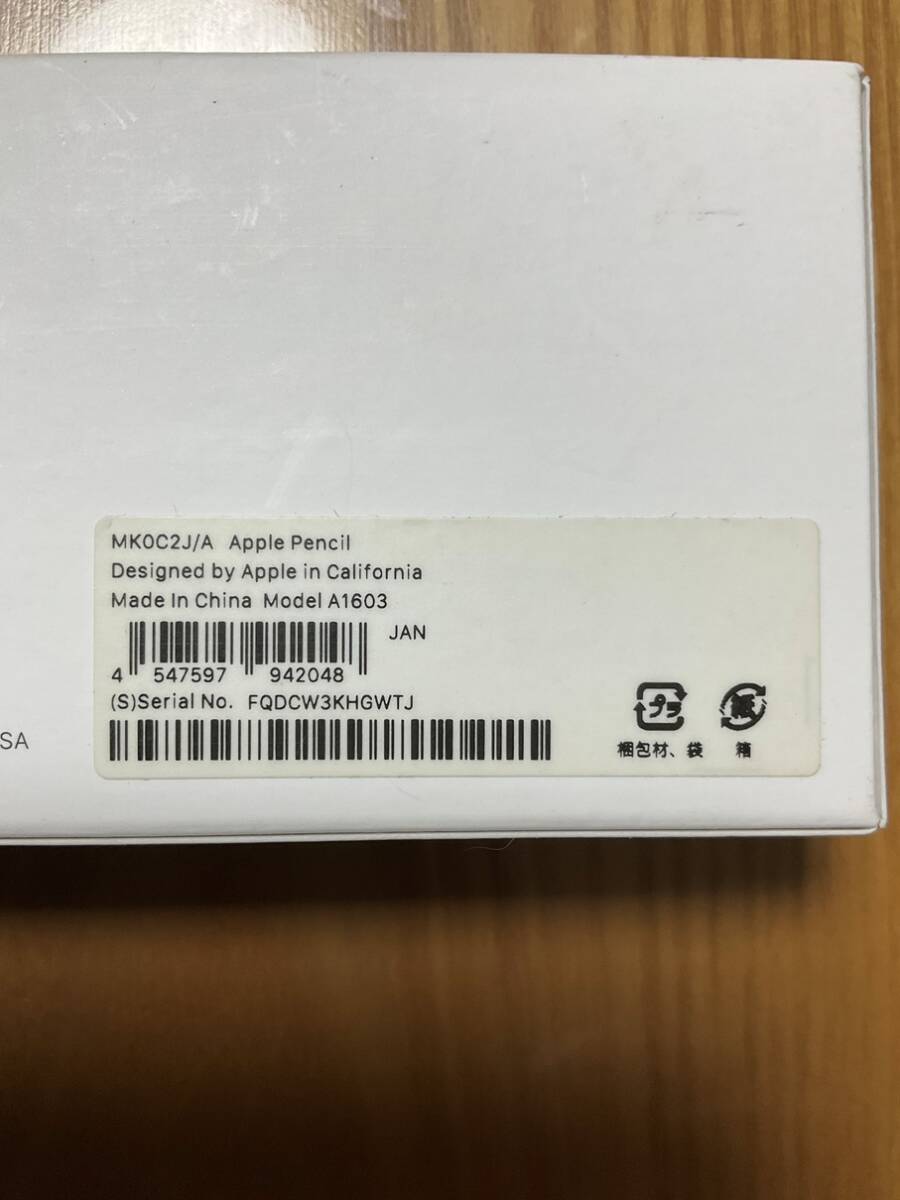 MK0C2J/A Apple Pencil
Designed by Apple in California
Made In China Model A1603
JAN
4 547597 942048
(S)Serial No. FQDCW3KHGWTJ
SA
プラ 紙
梱包材、袋 箱